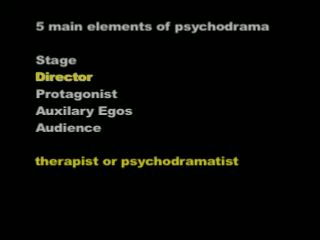 5 main elements of psychodrama
Stage
Director
Protagonist
Auxilary Egos
Audience
therapist or psychodramatist